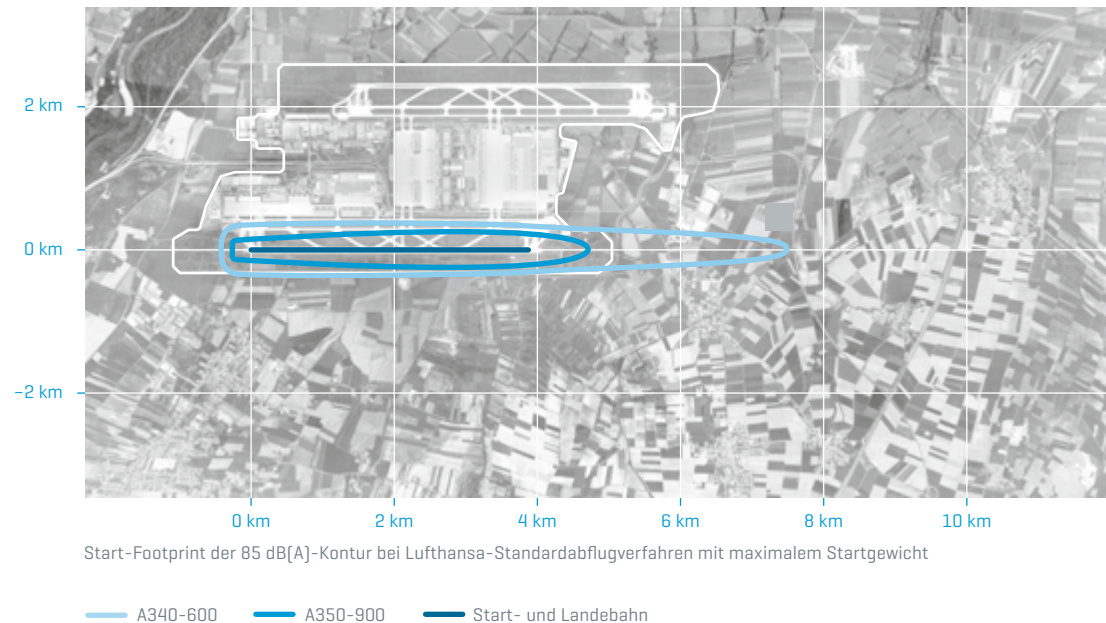 2 km
0 km
−2 km
0 km 2 km 4 km 6 km 8 km 10 km
Start-Footprint der 85 dB(A)-Kontur bei Lufthansa-Standardabflugverfahren mit maximalem Startgewicht
A340-600 A350-900 Start- und Landebahn